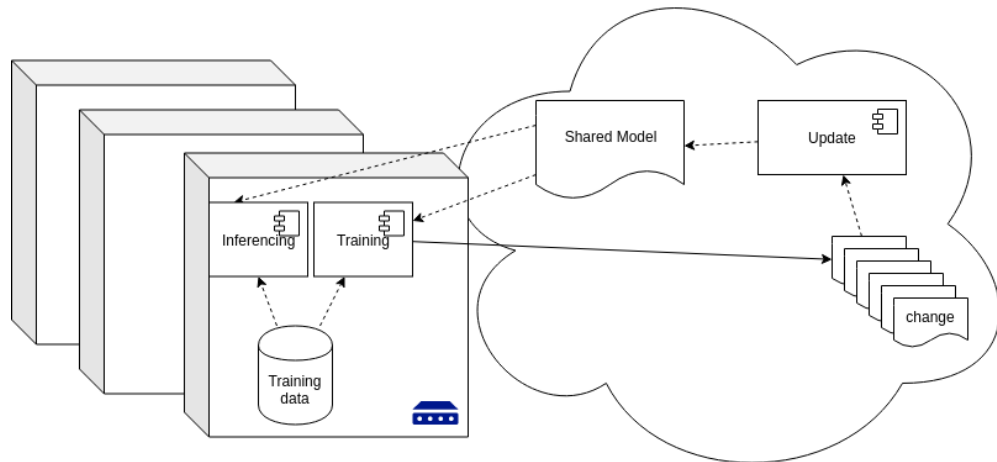 Shared Model
Update
Inferencing
Training
change
Training
data